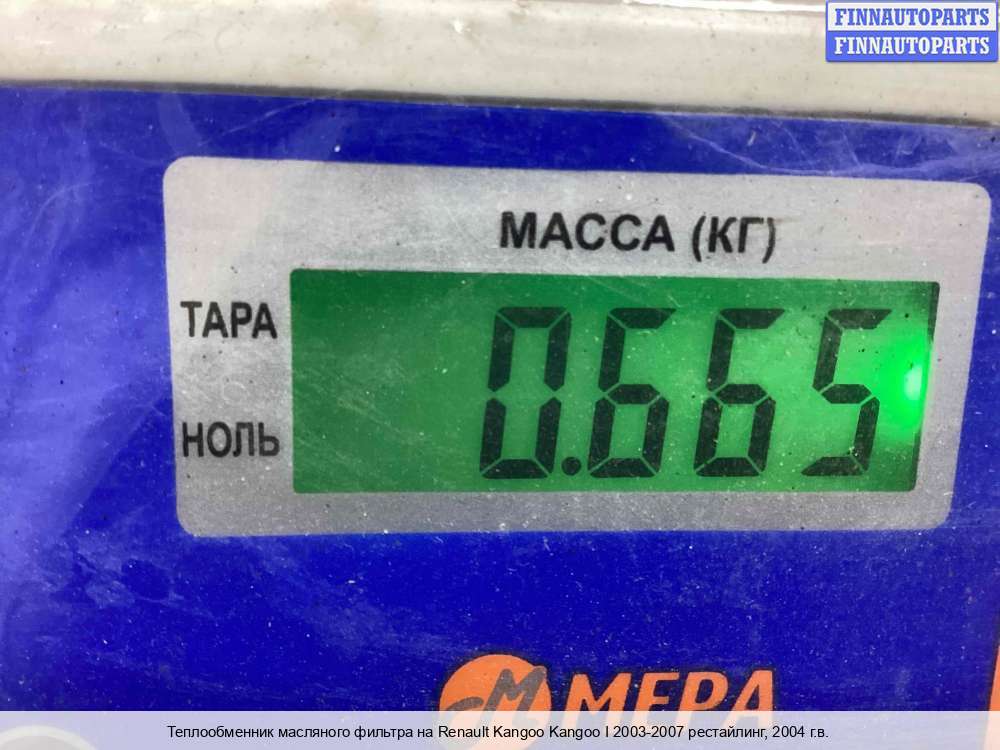 FINNAUTOPARTS
FINNAUTOPARTS
МАССА (КГ)
ТАРА
0.665
НОЛЬ
МЕРА
Теплообменник масляного фильтра на Renault Kangoo Kangoo I 2003-2007 рестайлинг, 2004 г.в.